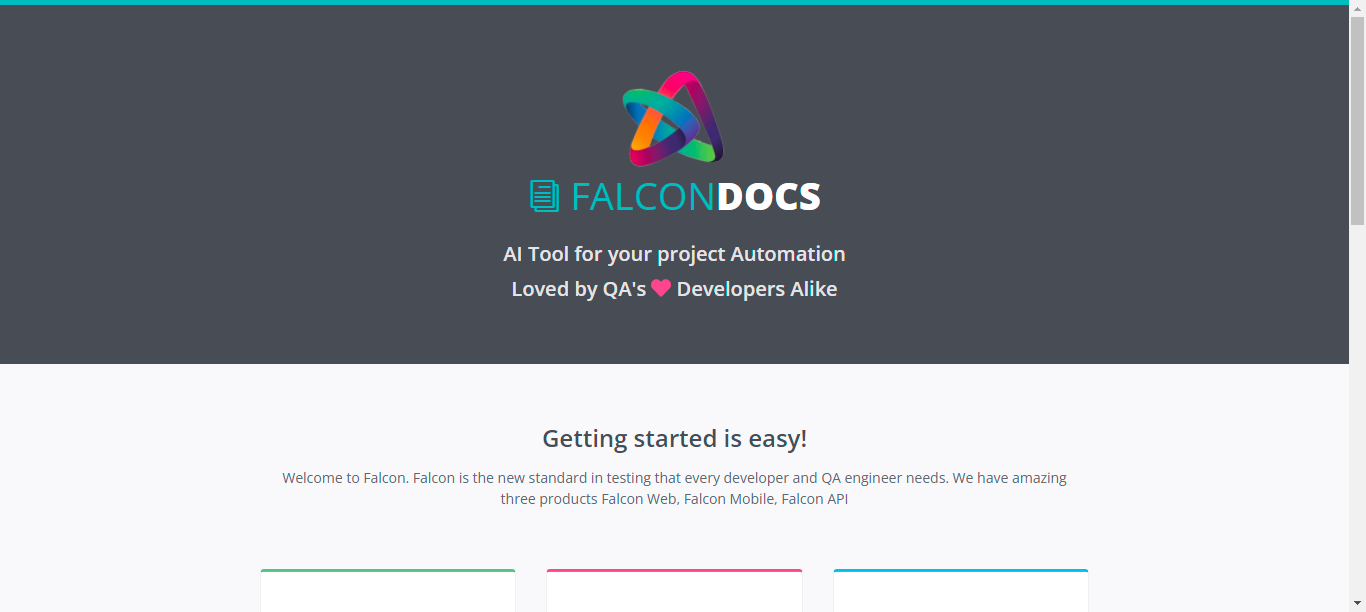 FALCONDOCS
AI Tool for your project Automation
Loved by QA's Developers Alike
Getting started is easy!
Welcome to Falcon. Falcon is the new standard in testing that every developer and QA engineer needs. We have amazing
three products Falcon Web, Falcon Mobile, Falcon API